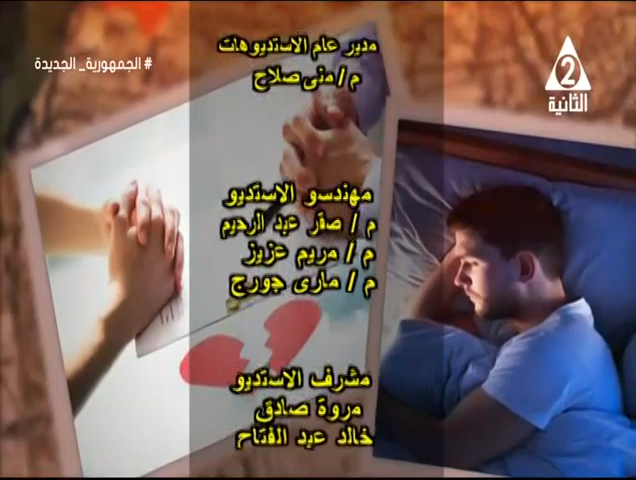 #الجمهورية_الجديدة
2
الثانية
مدير عام الاستديوهات
م / منى صلاح
مهندسو الاستديو
م / صقر عبد الرحيم
م / مريم عزيز
م / مارى جورج
مشرف الاستديو
مروة صادق
خالد عبد الفتاح